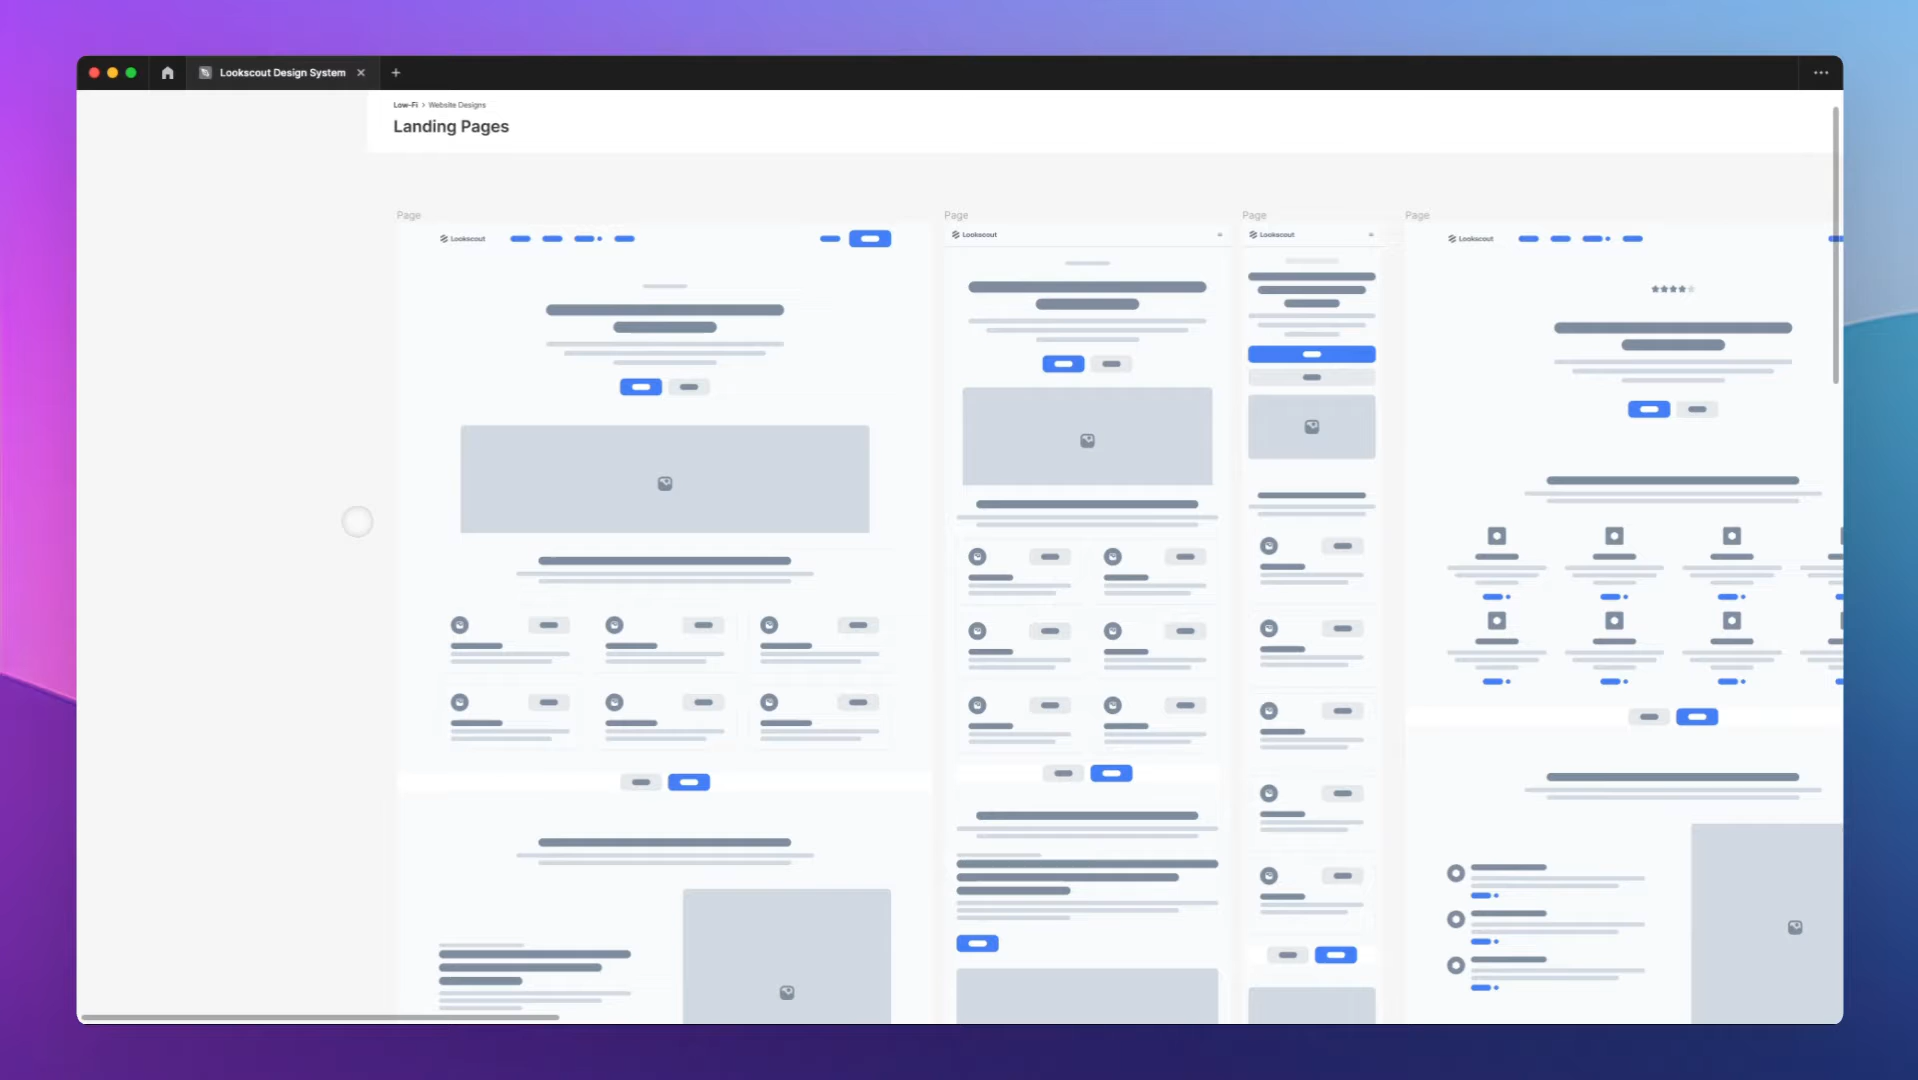 Lookscout Design System
Low-Fi > Website Designs
Landing Pages
Page
Page
Page
Page
Lookscout
Lookscout
Lookscout
Lookscout